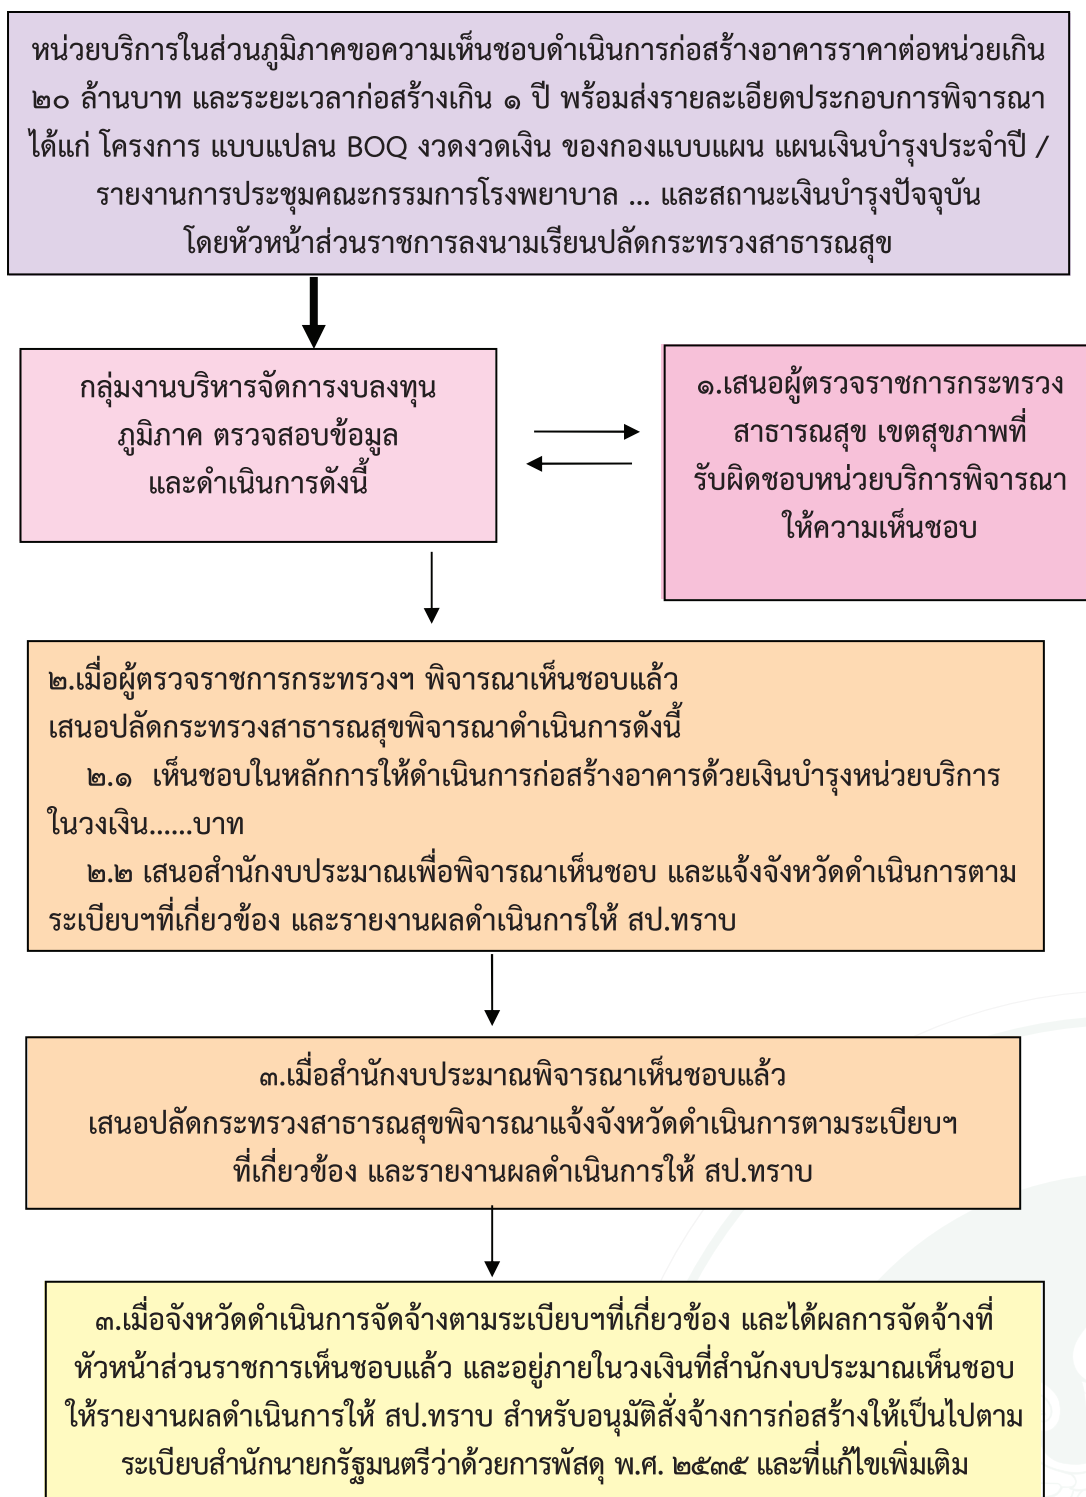 หน่วยบริการในส่วนภูมิภาคขอความเห็นชอบดำเนินการก่อสร้างอาคารราคาต่อหน่วยเกิน
๒๐ ล้านบาท และระยะเวลาก่อสร้างเกิน ๑ ปี พร้อมส่งรายละเอียดประกอบการพิจารณา
ได้แก่ โครงการ แบบแปลน BOQ งวดงวดเงิน ของกองแบบแผน แผนเงินบำรุงประจำปี /
รายงานการประชุมคณะกรรมการโรงพยาบาล ... และสถานะเงินบำรุงปัจจุบัน
โดยหัวหน้าส่วนราชการลงนามเรียนปลัดกระทรวงสาธารณสุข
กลุ่มงานบริหารจัดการงบลงทุน
ภูมิภาค ตรวจสอบข้อมูล
และดำเนินการดังนี้
๑.เสนอผู้ตรวจราชการกระทรวง
สาธารณสุข เขตสุขภาพที่
รับผิดชอบหน่วยบริการพิจารณา
ให้ความเห็นชอบ
๒.เมื่อผู้ตรวจราชการกระทรวงฯ พิจารณาเห็นชอบแล้ว
เสนอปลัดกระทรวงสาธารณสุขพิจารณาดำเนินการดังนี้
๒.๑ เห็นชอบในหลักการให้ดำเนินการก่อสร้างอาคารด้วยเงินบำรุงหน่วยบริการ
ในวงเงิน......บาท
๒.๒ เสนอสำนักงบประมาณเพื่อพิจารณาเห็นชอบ และแจ้งจังหวัดดำเนินการตาม
ระเบียบฯที่เกี่ยวข้อง และรายงานผลดำเนินการให้ สป.ทราบ
๓.เมื่อสำนักงบประมาณพิจารณาเห็นชอบแล้ว
เสนอปลัดกระทรวงสาธารณสุขพิจารณาแจ้งจังหวัดดำเนินการตามระเบียบฯ
ที่เกี่ยวข้อง และรายงานผลดำเนินการให้ สป.ทราบ
๓.เมื่อจังหวัดดำเนินการจัดจ้างตามระเบียบฯที่เกี่ยวข้อง และได้ผลการจัดจ้างที่
หัวหน้าส่วนราชการเห็นชอบแล้ว และอยู่ภายในวงเงินที่สำนักงบประมาณเห็นชอบ
ให้รายงานผลดำเนินการให้ สป.ทราบ สำหรับอนุมัติสั่งจ้างการก่อสร้างให้เป็นไปตาม
ระเบียบสำนักนายกรัฐมนตรีว่าด้วยการพัสดุ พ.ศ. ๒๕๓๕ และที่แก้ไขเพิ่มเติม